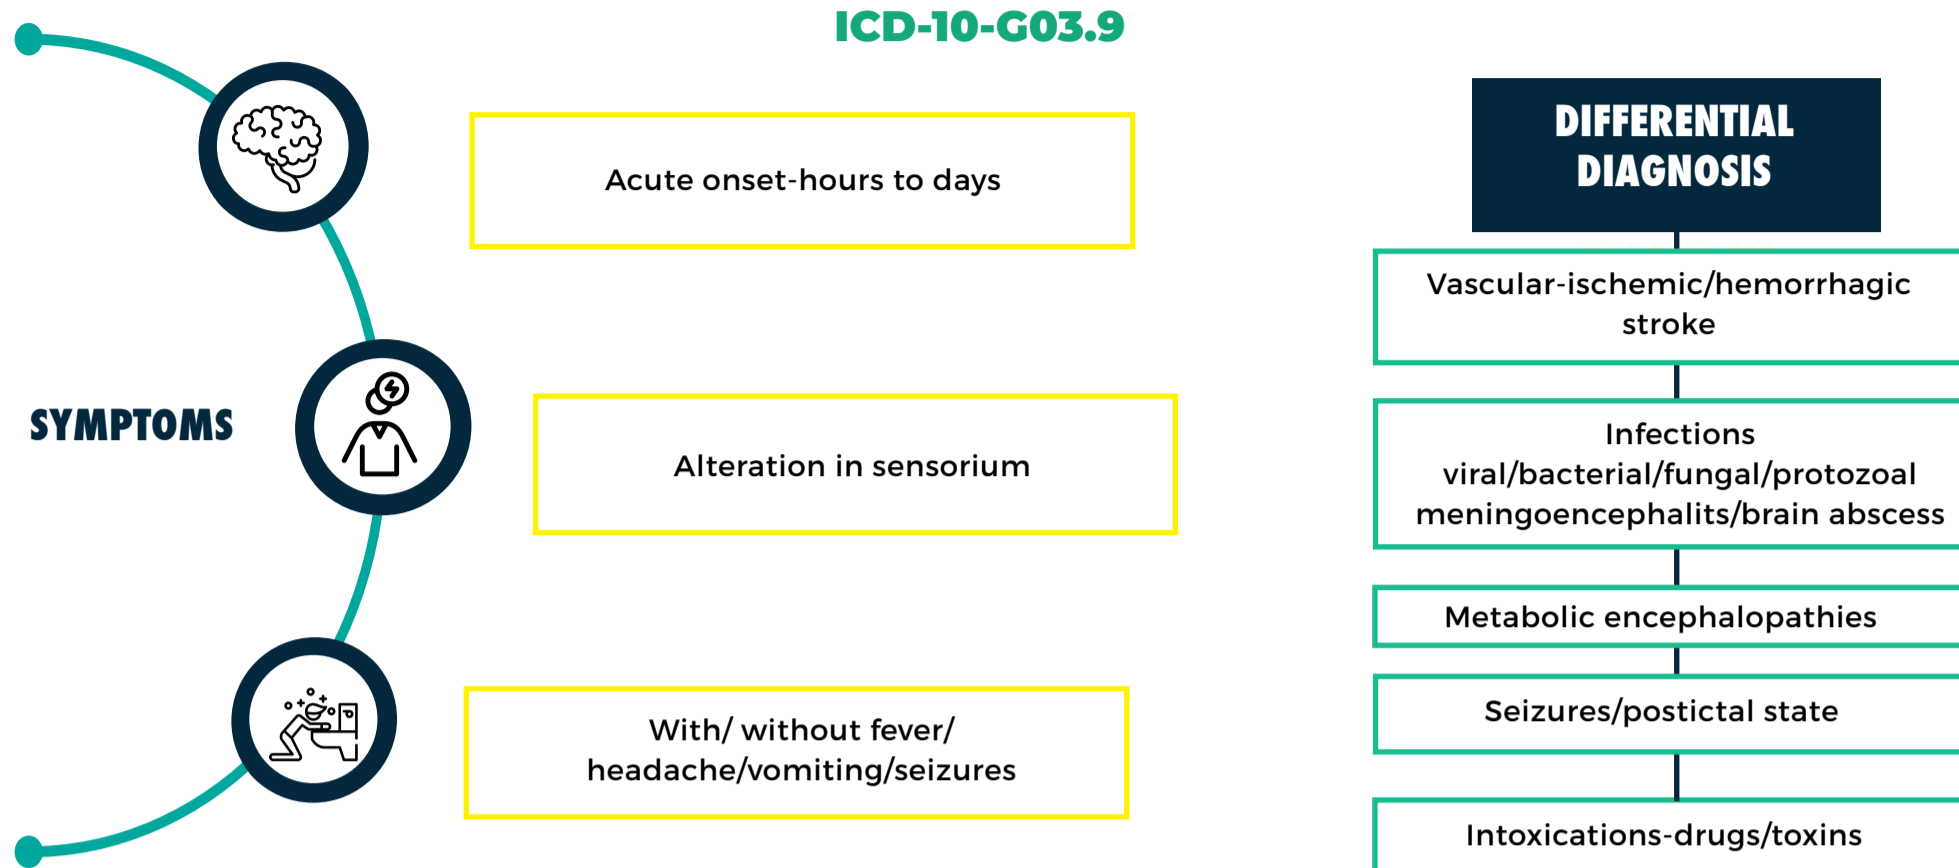 ICD-10-G03.9
SYMPTOMS
Acute onset-hours to days
Alteration in sensorium
With/ without fever/
headache/vomiting/seizures
DIFFERENTIAL
DIAGNOSIS
Vascular-ischemic/hemorrhagic
stroke
Infections
viral/bacterial/fungal/protozoal
meningoencephalits/brain abscess
Metabolic encephalopathies
Seizures/postictal state
Intoxications-drugs/toxins